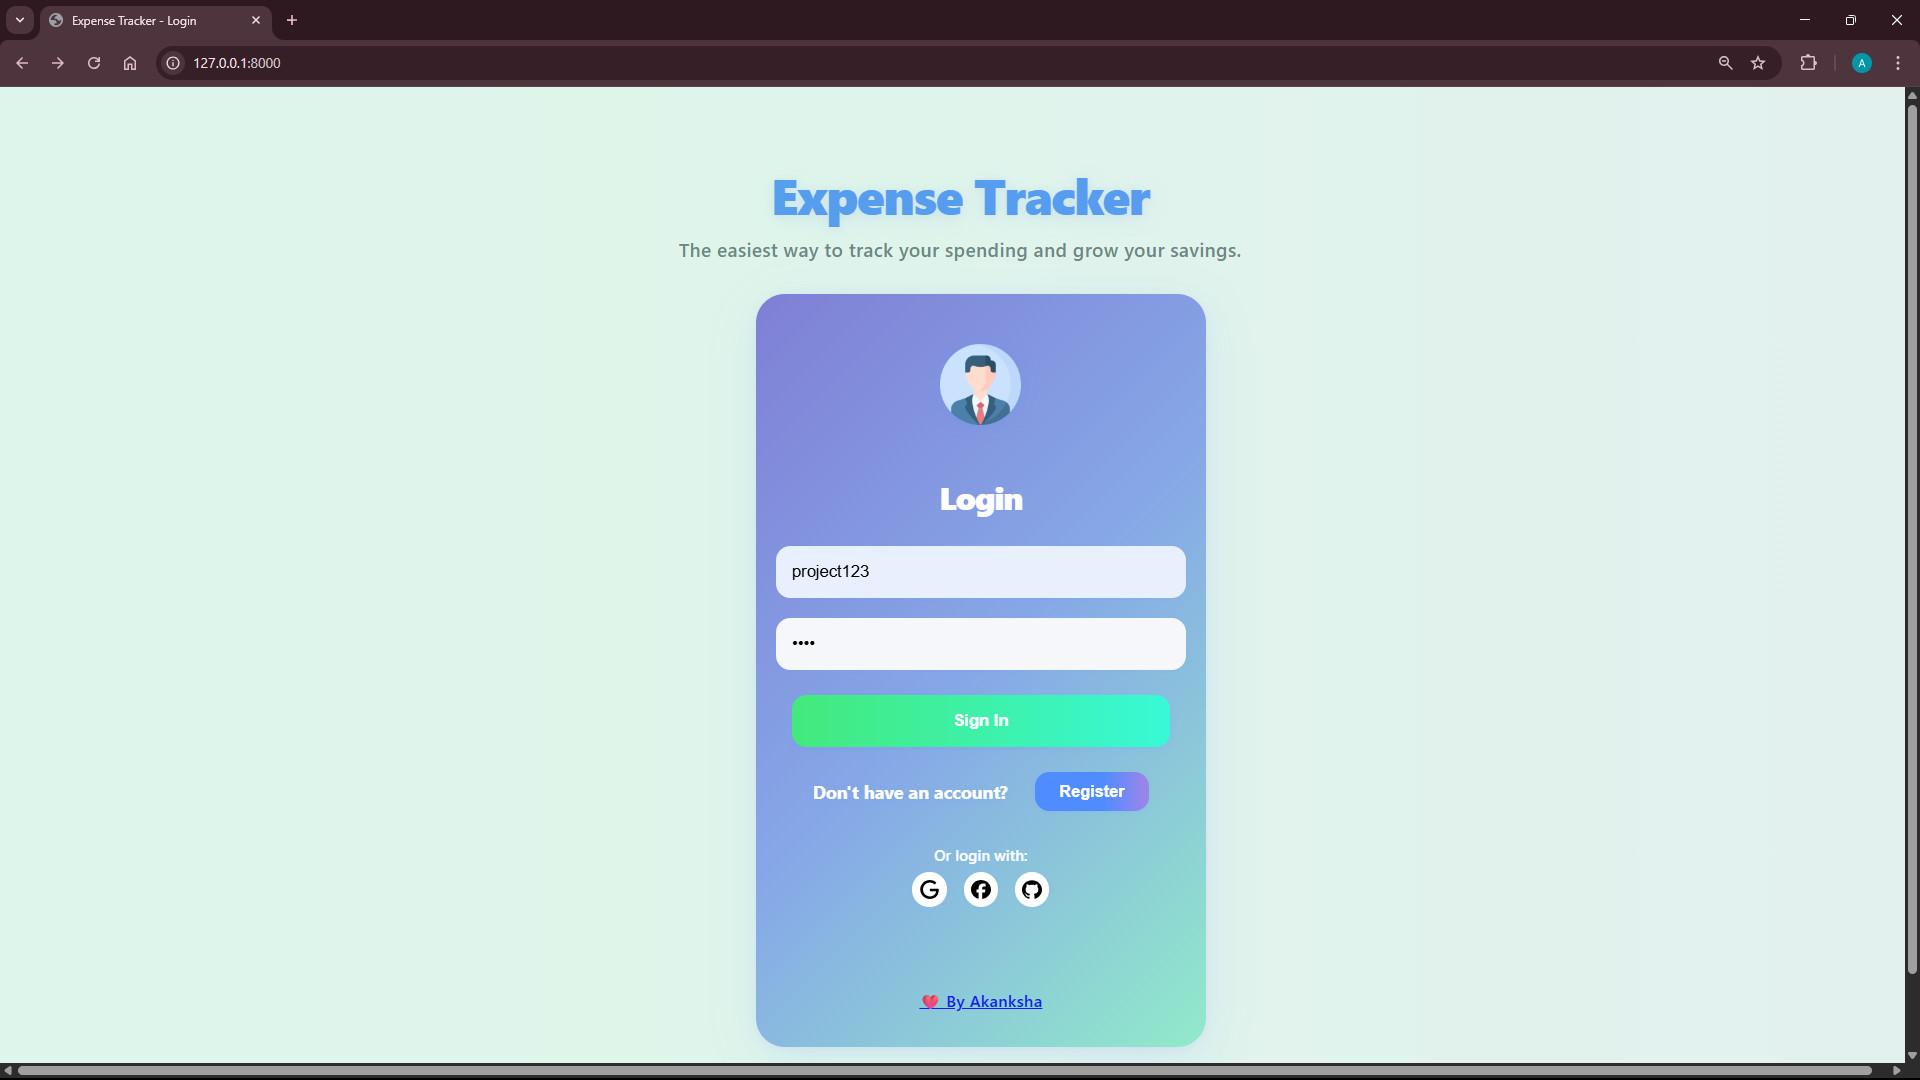 Expense Tracker - Login
127.0.0.1:8000
A
Expense Tracker
The easiest way to track your spending and grow your savings.
Login
project123
••••
Sign In
Don't have an account? Register
Or login with:
💖 By Akanksha